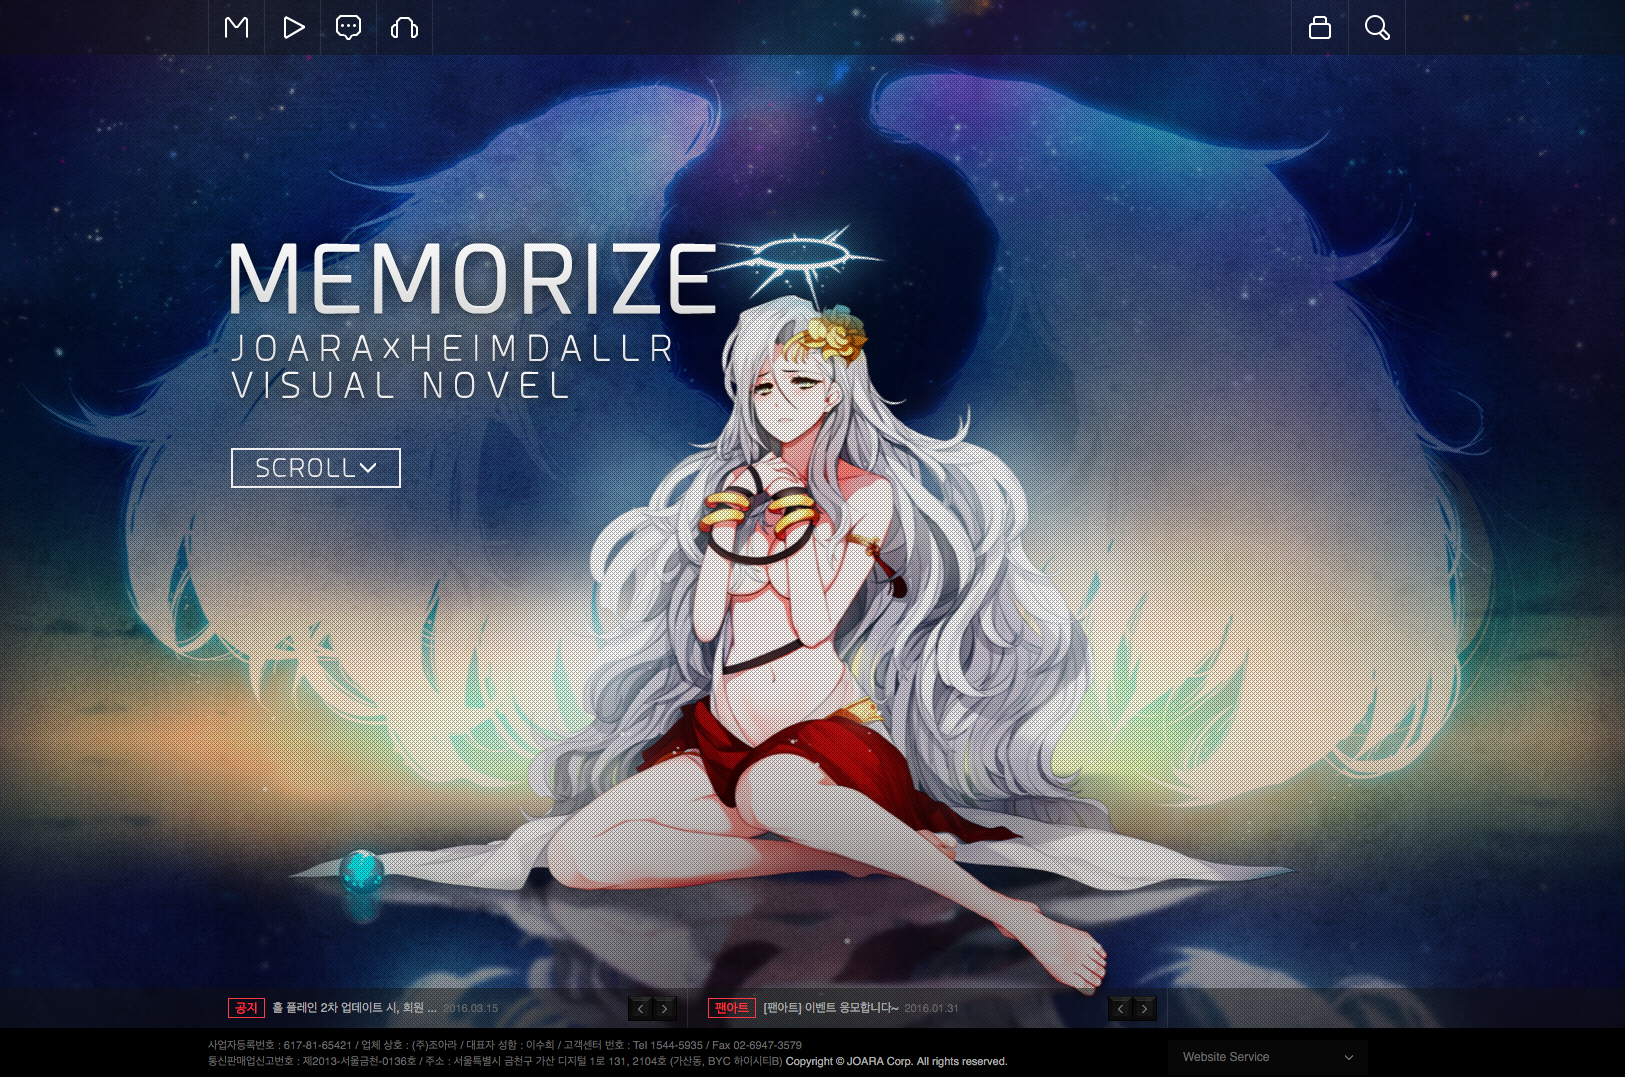 MEMORIZE
JOARAxHEIMDALLR
VISUAL NOVEL
SCROLL
공지 홀 플레인 2차 업데이트 시, 회원 ... 2016.03.15
팬아트 [팬아트] 이벤트 응모합니다~ 2016.01.31
사업자등록번호 : 617-81-65421 / 업체 상호 : (주)조아라 / 대표자 성함 : 이수희 / 고객센터 번호 : Tel 1544-5935 / Fax 02-6947-3579
통신판매업신고번호 : 제2013-서울금천-0136호 / 주소 : 서울특별시 금천구 가산 디지털 1로 131, 2104호 (가산동, BYC 하이시티B) Copyright © JOARA Corp. All rights reserved.
Website Service